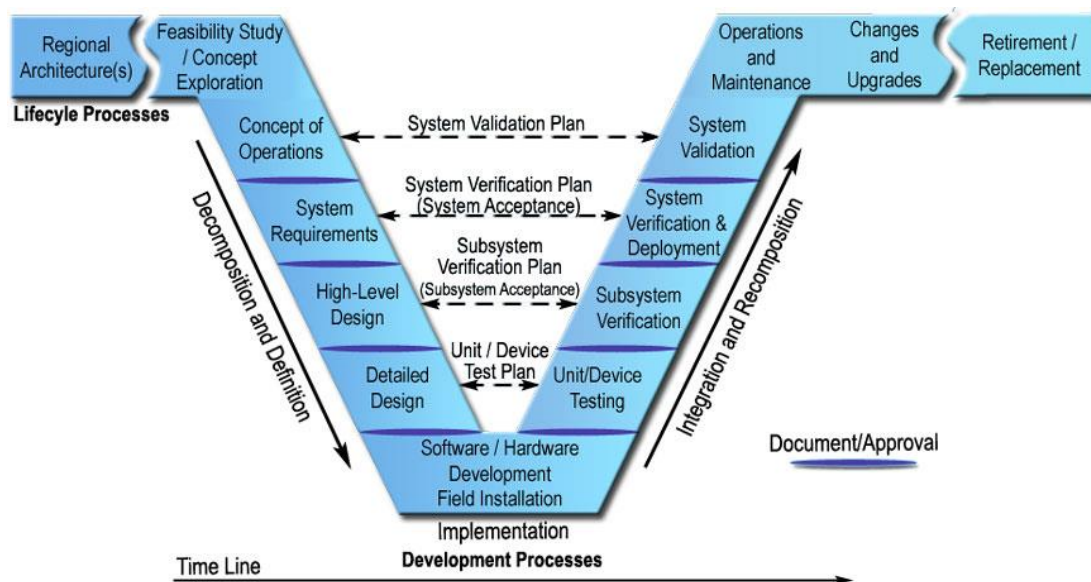 Regional
Architecture(s)
Feasibility Study
/ Concept
Exploration
Operations
and
Maintenance
Changes
and
Upgrades
Retirement /
Replacement
Lifecyle Processes
Concept of
Operations
System Validation Plan
System
Validation
System
Requirements
System Verification Plan
(System Acceptance)
System
Verification &
Deployment
High-Level
Design
Subsystem
Verification Plan
(Subsystem Acceptance)
Subsystem
Verification
Detailed
Design
Unit / Device
Test Plan
Unit/Device
Testing
Decomposition and Definition
Integration and Recomposition
Software / Hardware
Development
Field Installation
Document/Approval
Implementation
Development Processes
Time Line